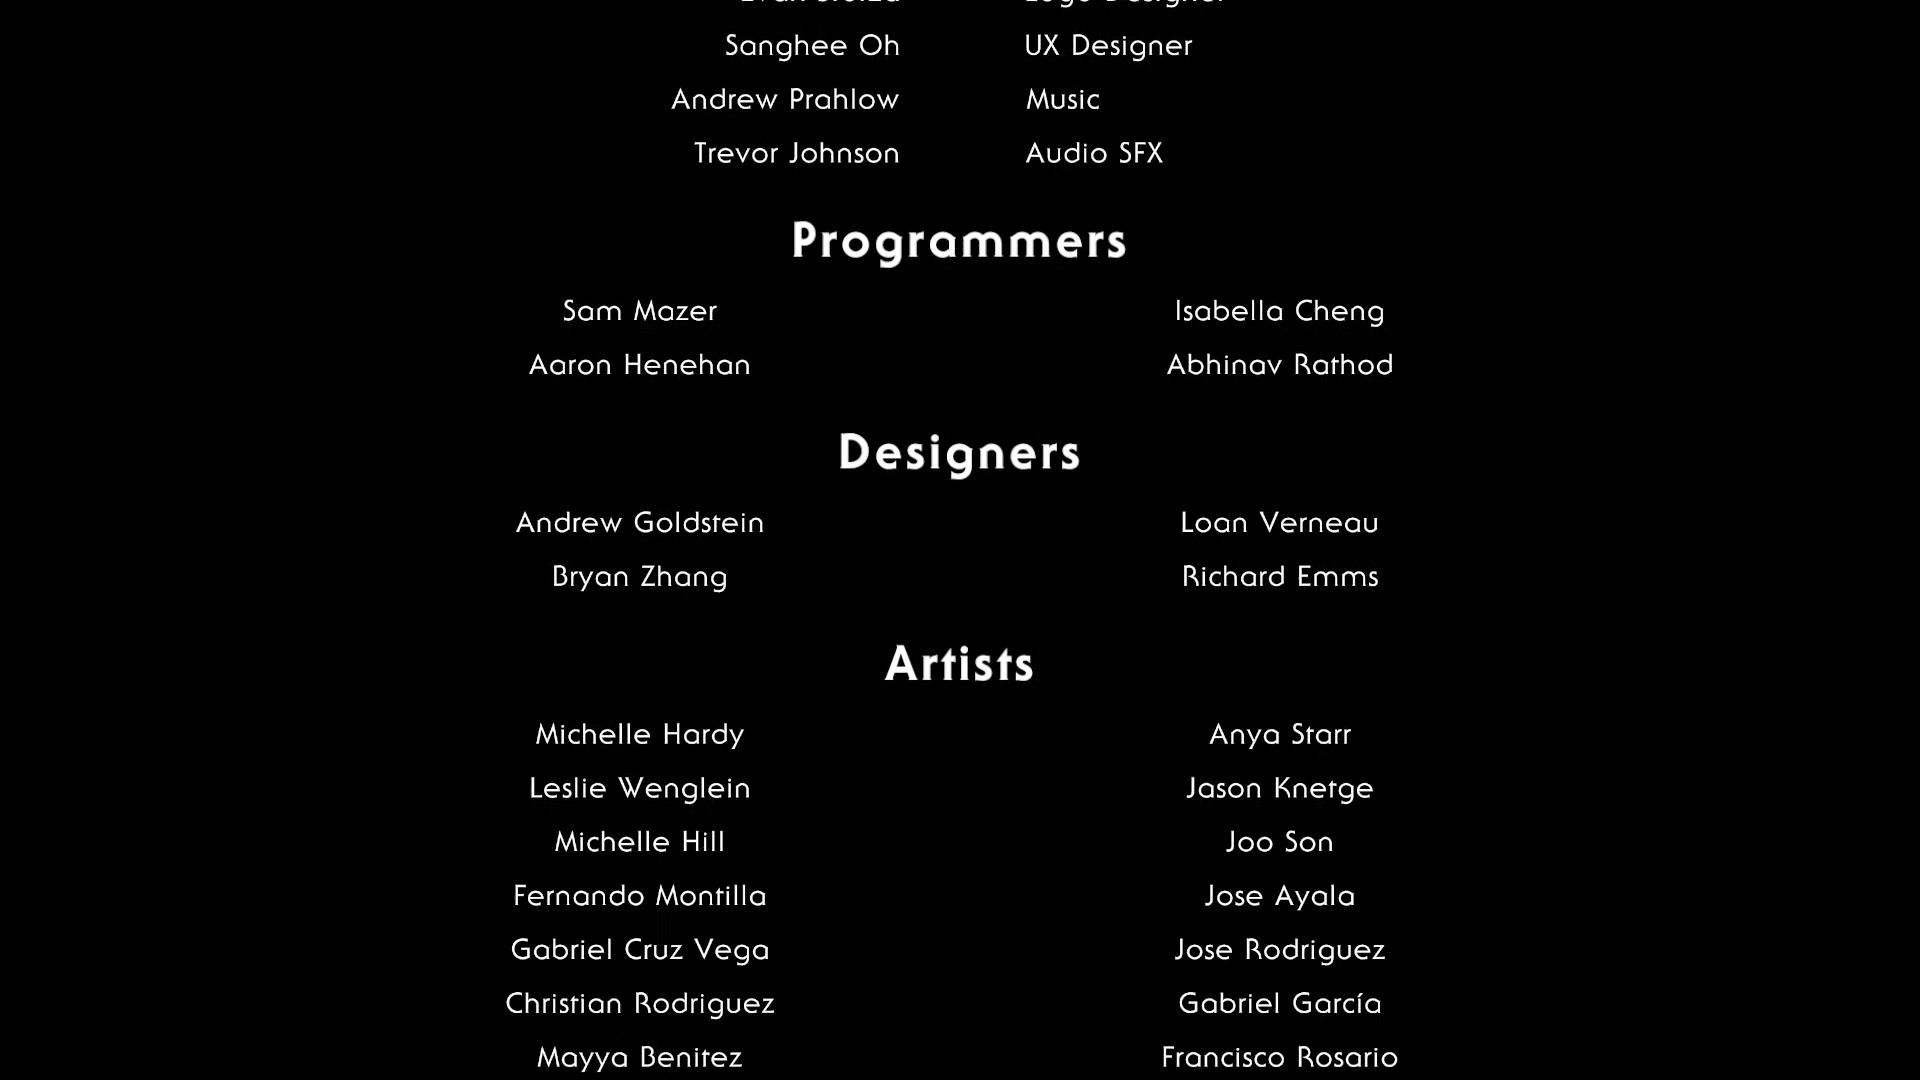 Logo Designer
Sanghee Oh UX Designer
Andrew Prahlow Music
Trevor Johnson Audio SFX
Programmers
Sam Mazer Isabella Cheng
Aaron Henehan Abhinav Rathod
Designers
Andrew Goldstein Loan Verneau
Bryan Zhang Richard Emms
Artists
Michelle Hardy Anya Starr
Leslie Wenglein Jason Knetge
Michelle Hill Joo Son
Fernando Montilla Jose Ayala
Gabriel Cruz Vega Jose Rodriguez
Christian Rodriguez Gabriel García
Mayya Benitez Francisco Rosario